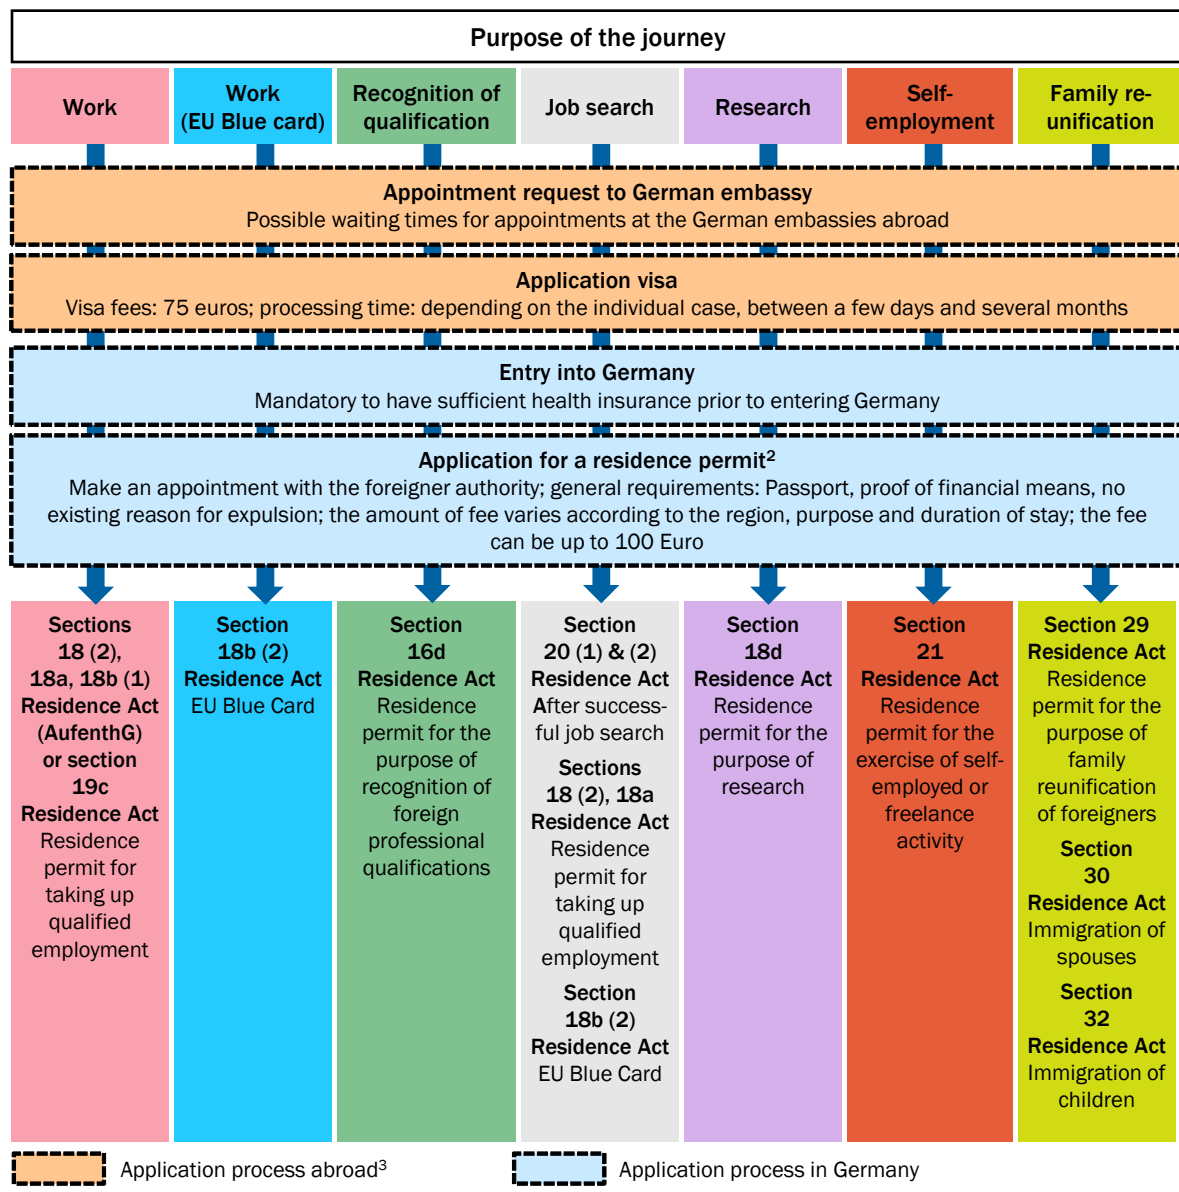 Purpose of the journey
Work
Work
(EU Blue card)
Recognition of
qualification
Job search
Research
Self-
employment
Family re-
unification
Appointment request to German embassy
Possible waiting times for appointments at the German embassies abroad
Application visa
Visa fees: 75 euros; processing time: depending on the individual case, between a few days and several months
Entry into Germany
Mandatory to have sufficient health insurance prior to entering Germany
Application for a residence permit²
Make an appointment with the foreigner authority; general requirements: Passport, proof of financial means, no
existing reason for expulsion; the amount of fee varies according to the region, purpose and duration of stay; the fee
can be up to 100 Euro
Sections
18 (2),
18a, 18b (1)
Residence Act
(AufenthG)
or section
19c
Residence Act
Residence
permit for
taking up
qualified
employment
Section
18b (2)
Residence Act
EU Blue Card
Section
16d
Residence Act
Residence
permit for the
purpose of
recognition of
foreign
professional
qualifications
Section
20 (1) & (2)
Residence Act
After success-
ful job search
Sections
18 (2), 18a
Residence Act
Residence
permit for
taking up
qualified
employment
Section
18b (2)
Residence Act
EU Blue Card
Section
18d
Residence Act
Residence
permit for the
purpose of
research
Section
21
Residence Act
Residence
permit for the
exercise of self-
employed or
freelance
activity
Section 29
Residence Act
Residence
permit for the
purpose of
family
reunification
of foreigners
Section
30
Residence Act
Immigration of
spouses
Section
32
Residence Act
Immigration of
children
Application process abroad³
Application process in Germany